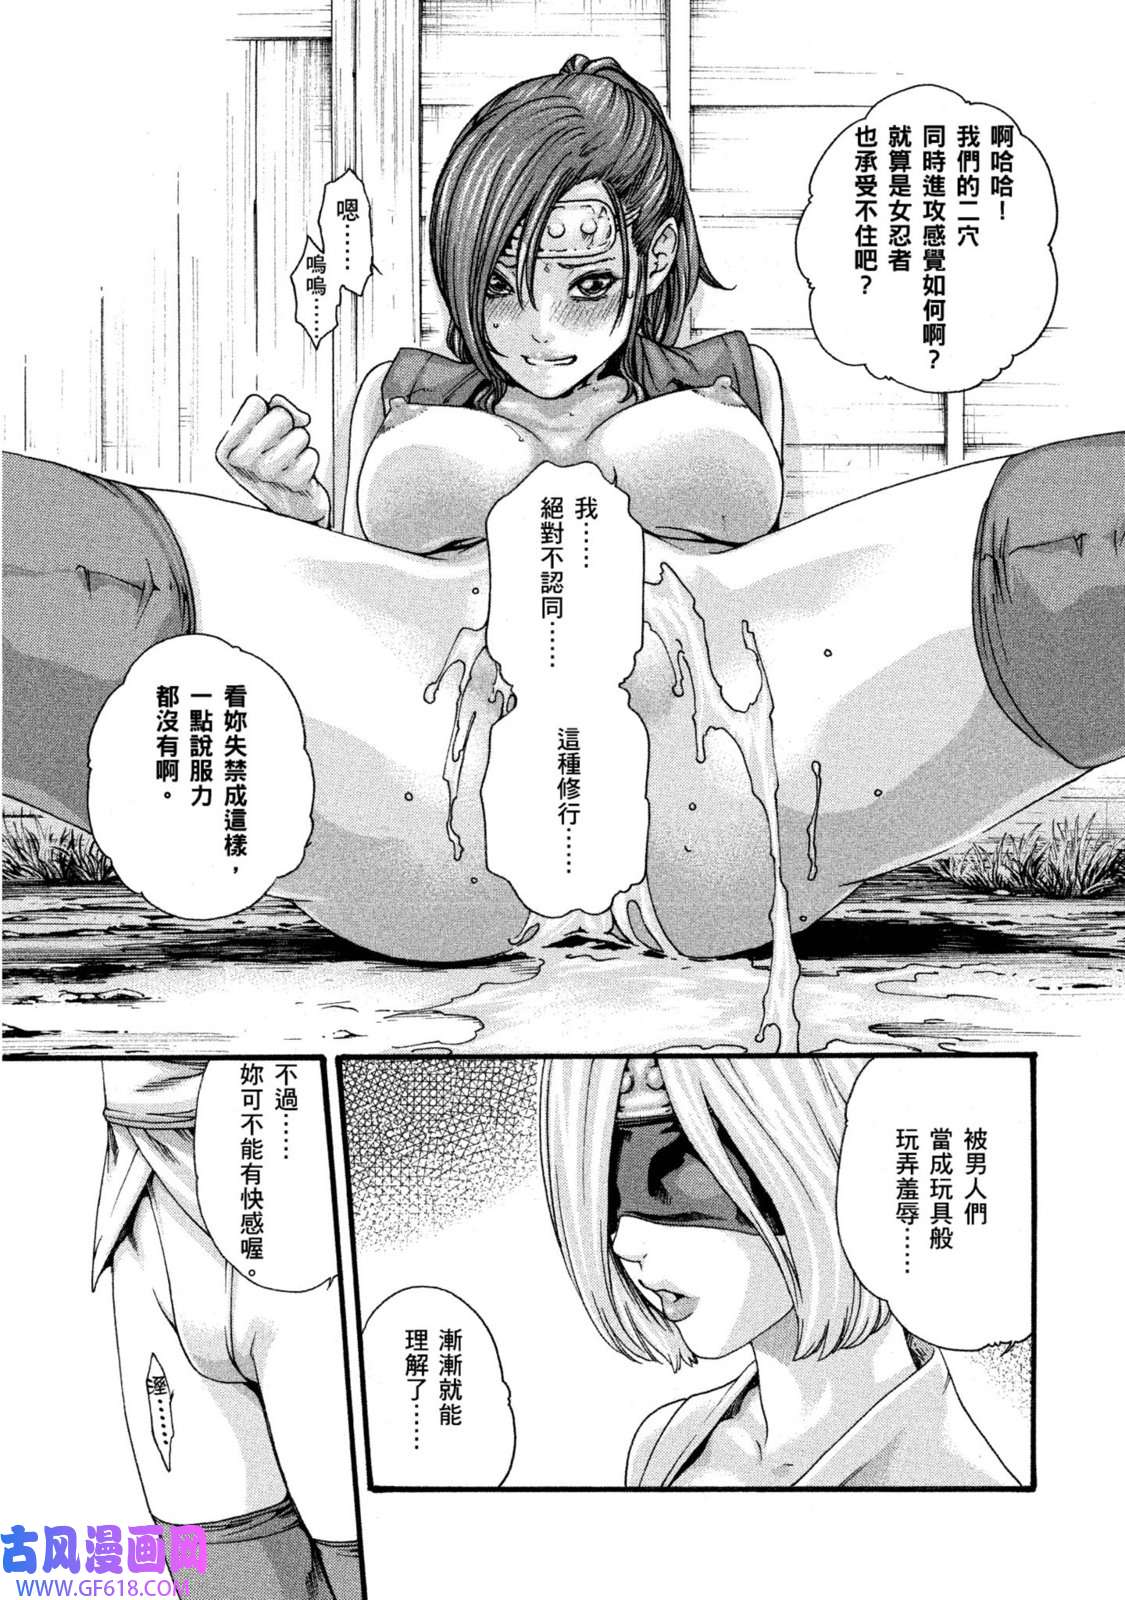 啊哈哈！
我們的二穴
同時進攻感覺如何啊？
就算是女忍者
也承受不住吧？
嗯……
嗚嗚……
我……
絕對不認同……
這種修行……
看妳失禁成這樣，
一點說服力
都沒有啊。
被男人們
當成玩具般
玩弄羞辱……
漸漸就能
理解了……
不過……
妳可不能有快感喔。
古风漫画网
WWW.GF618.COM